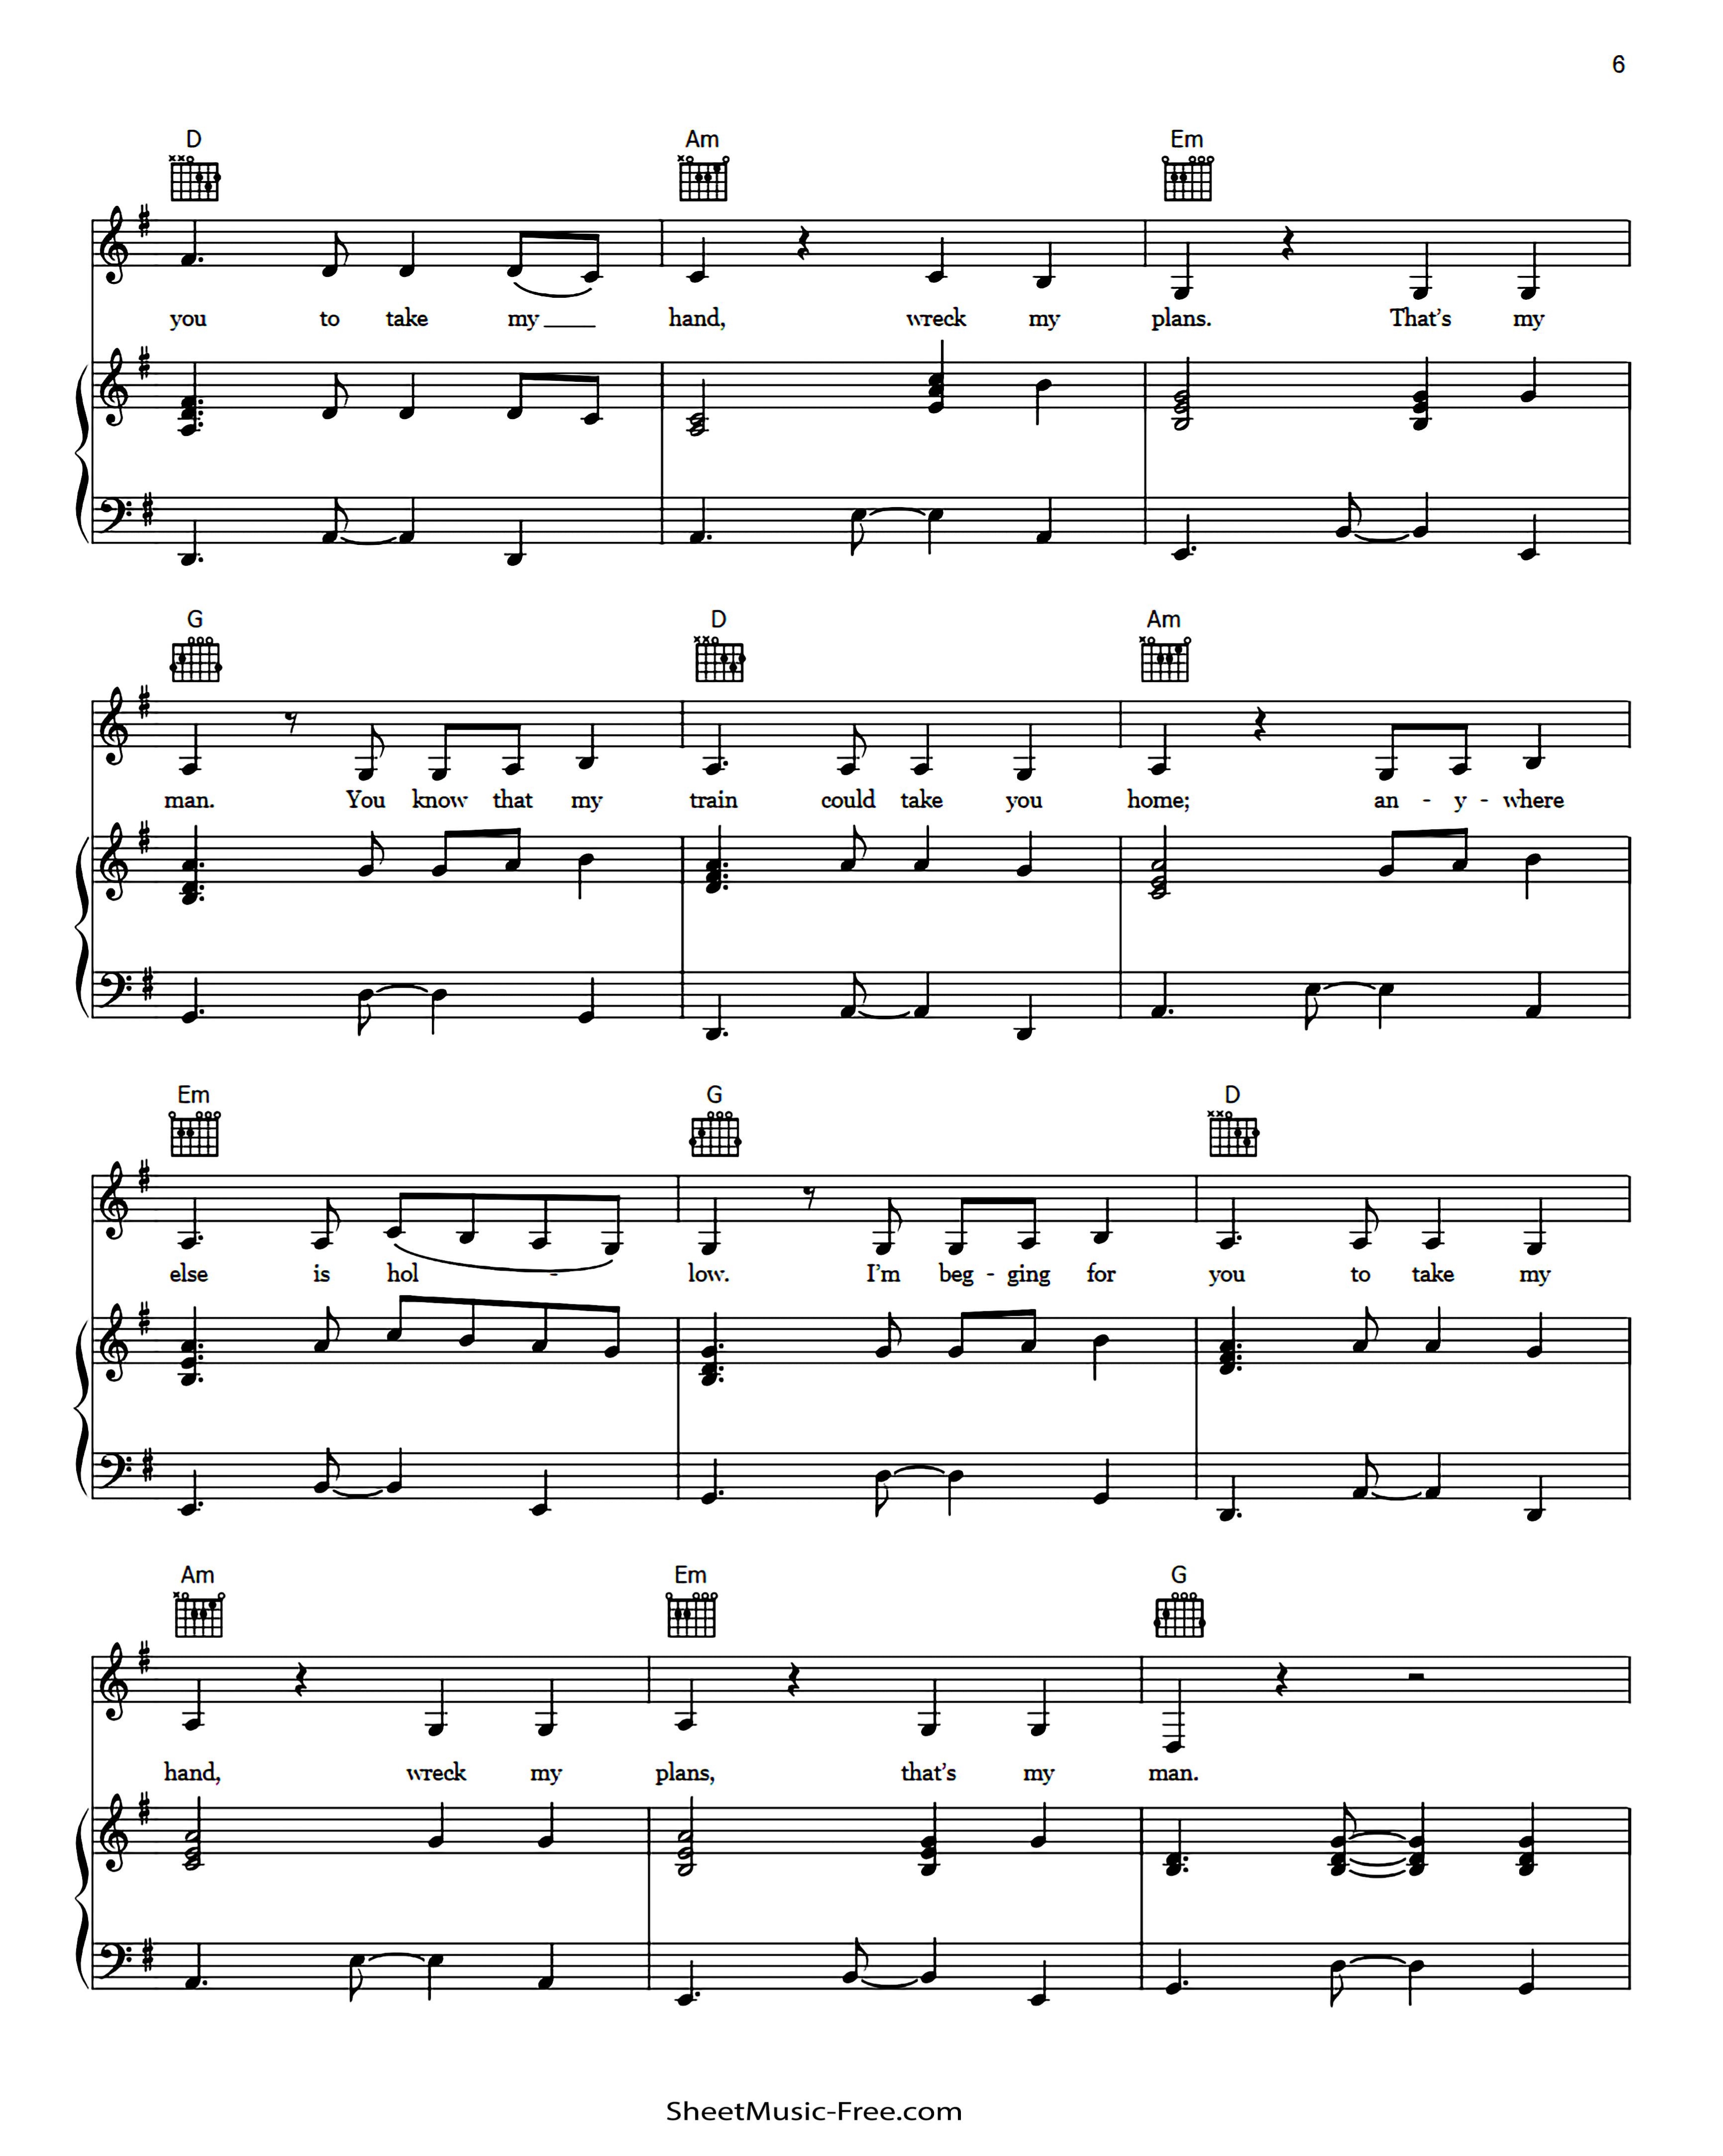 6
D Am Em
you to take my____ hand, wreck my plans. That’s my
G D Am
man. You know that my train could take you home; an - y - where
Em G D
else is hol - low. I’m beg - ging for you to take my
Am Em G
hand, wreck my plans, that’s my man.
SheetMusic-Free.com